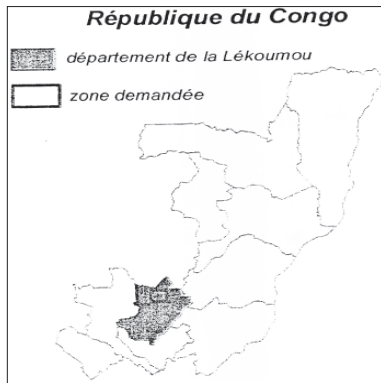 République du Congo
département de la Lékoumou
zone demandée